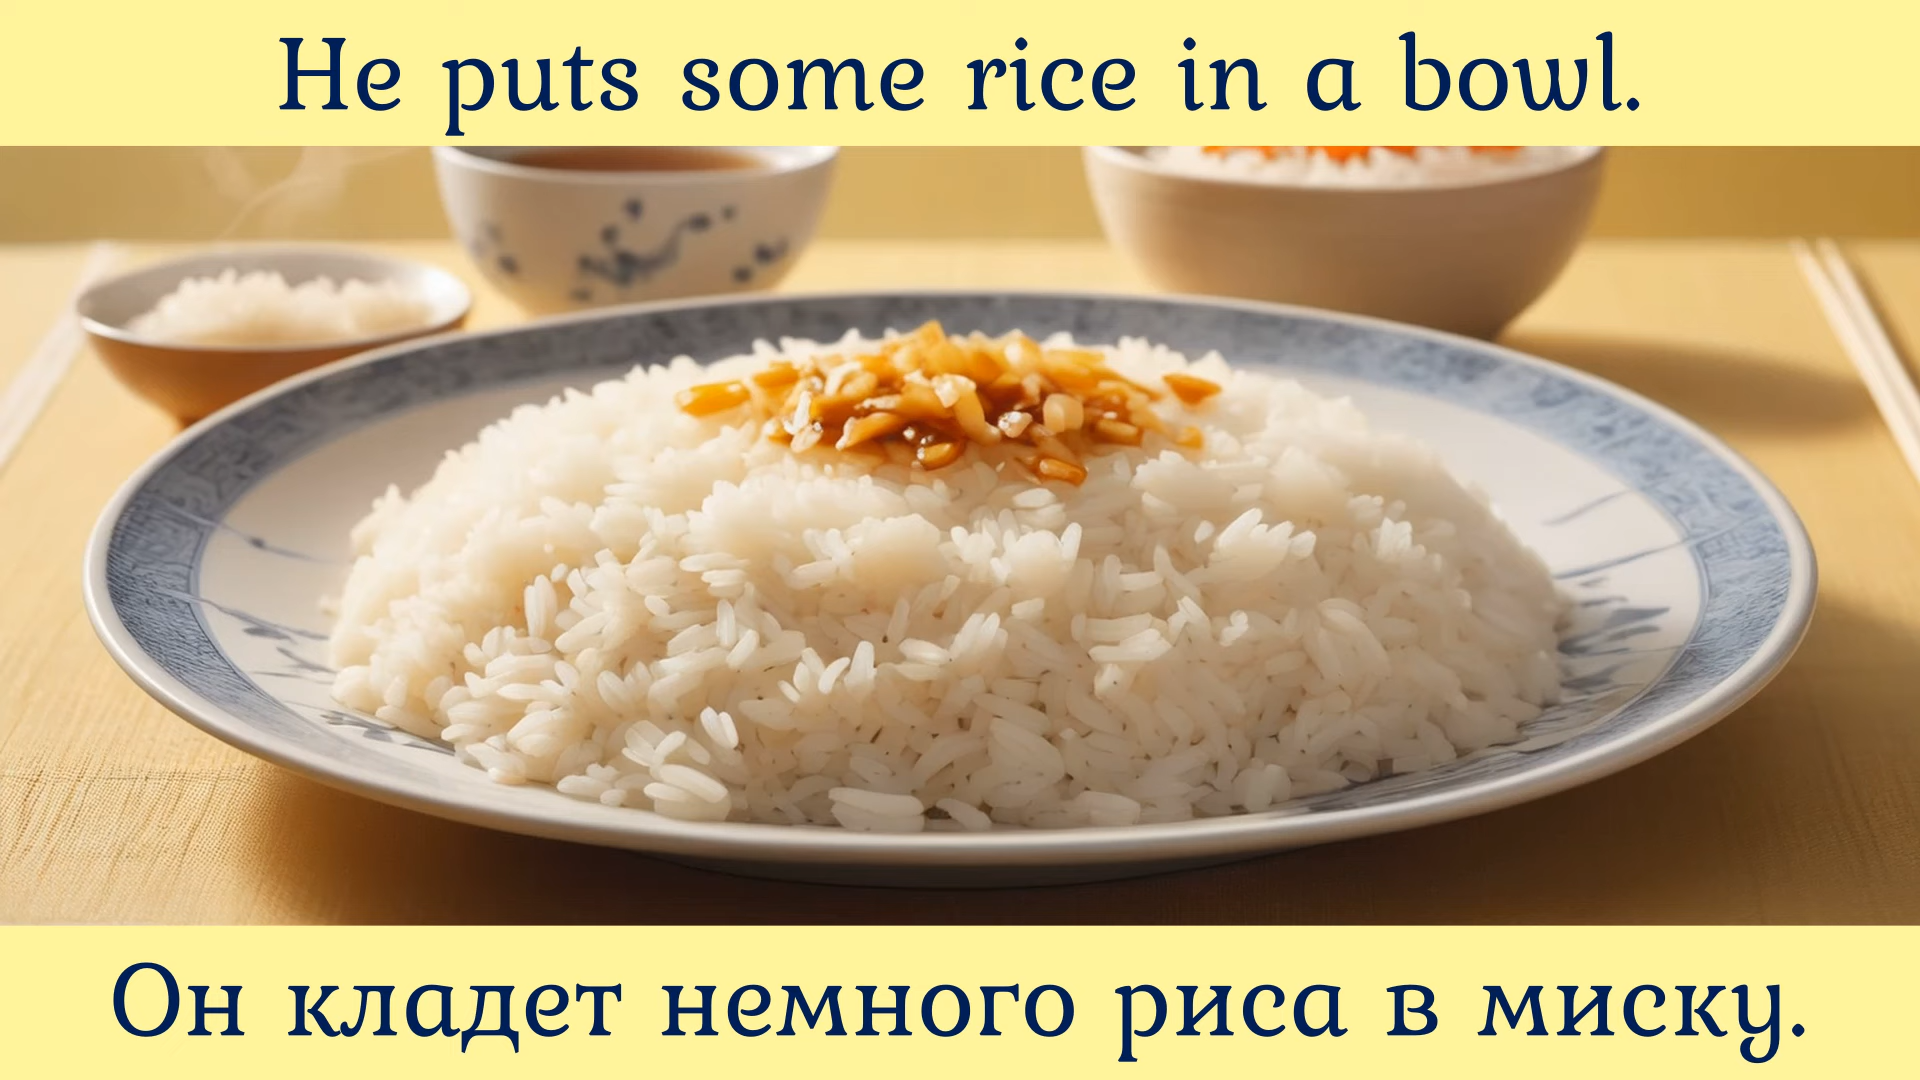 He puts some rice in a bowl.
Он кладет немного риса в миску.